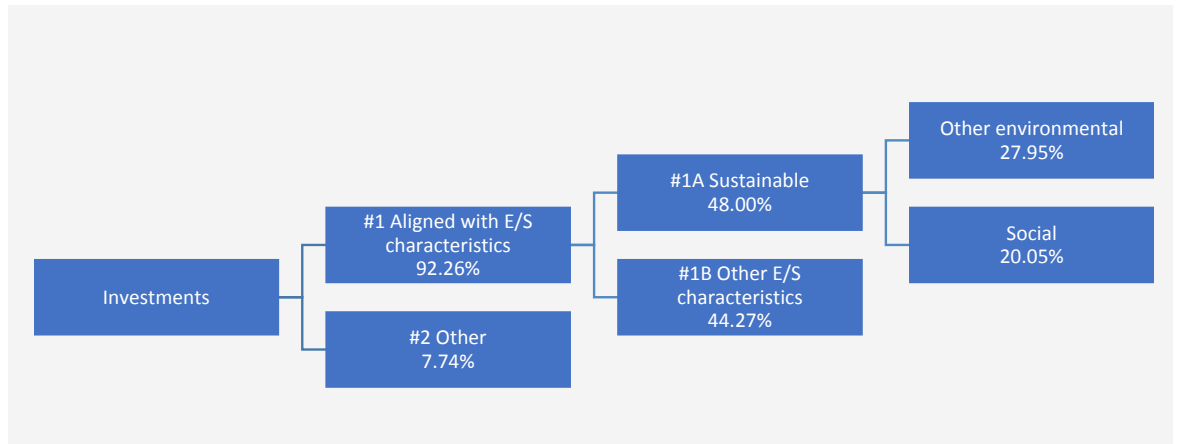 Investments
#1 Aligned with E/S
characteristics
92.26%
#2 Other
7.74%
#1A Sustainable
48.00%
#1B Other E/S
characteristics
44.27%
Other environmental
27.95%
Social
20.05%